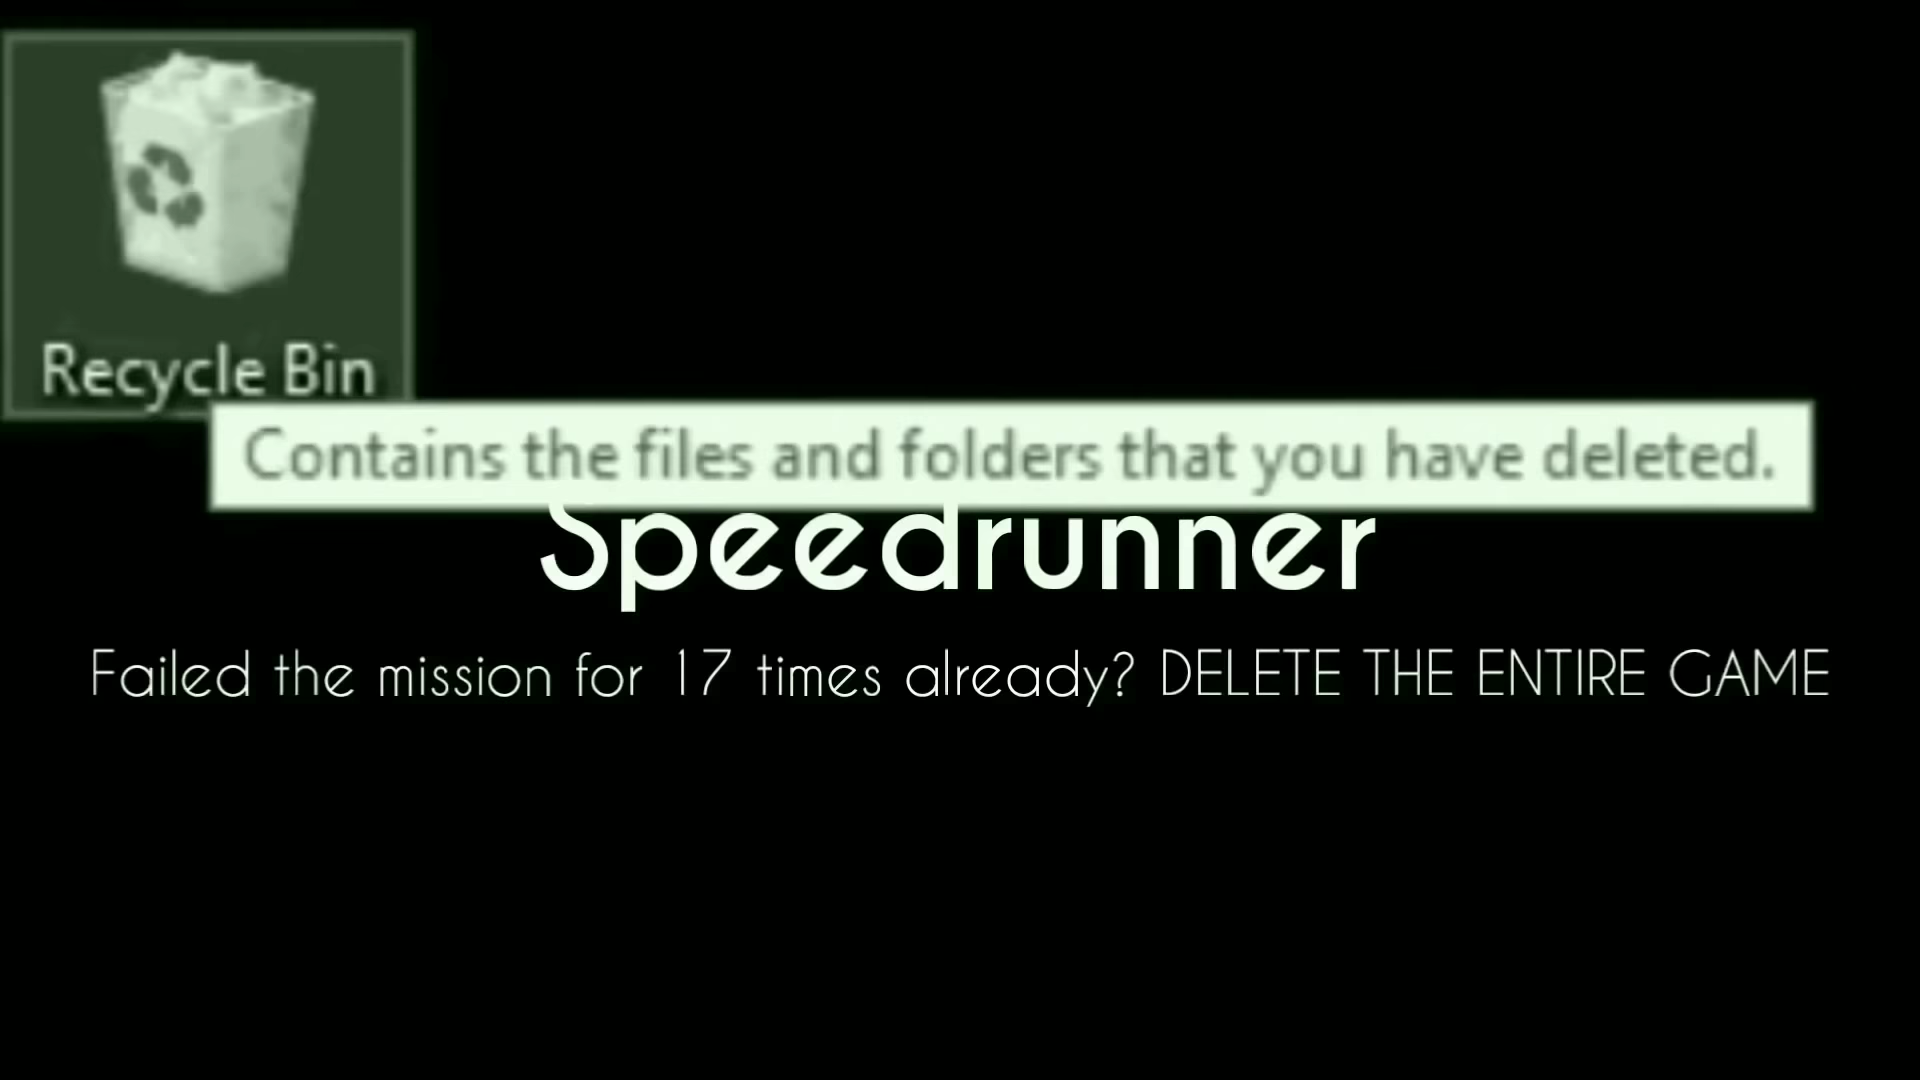 Recycle Bin
Contains the files and folders that you have deleted.
Speedrunner
Failed the mission for 17 times already? DELETE THE ENTIRE GAME